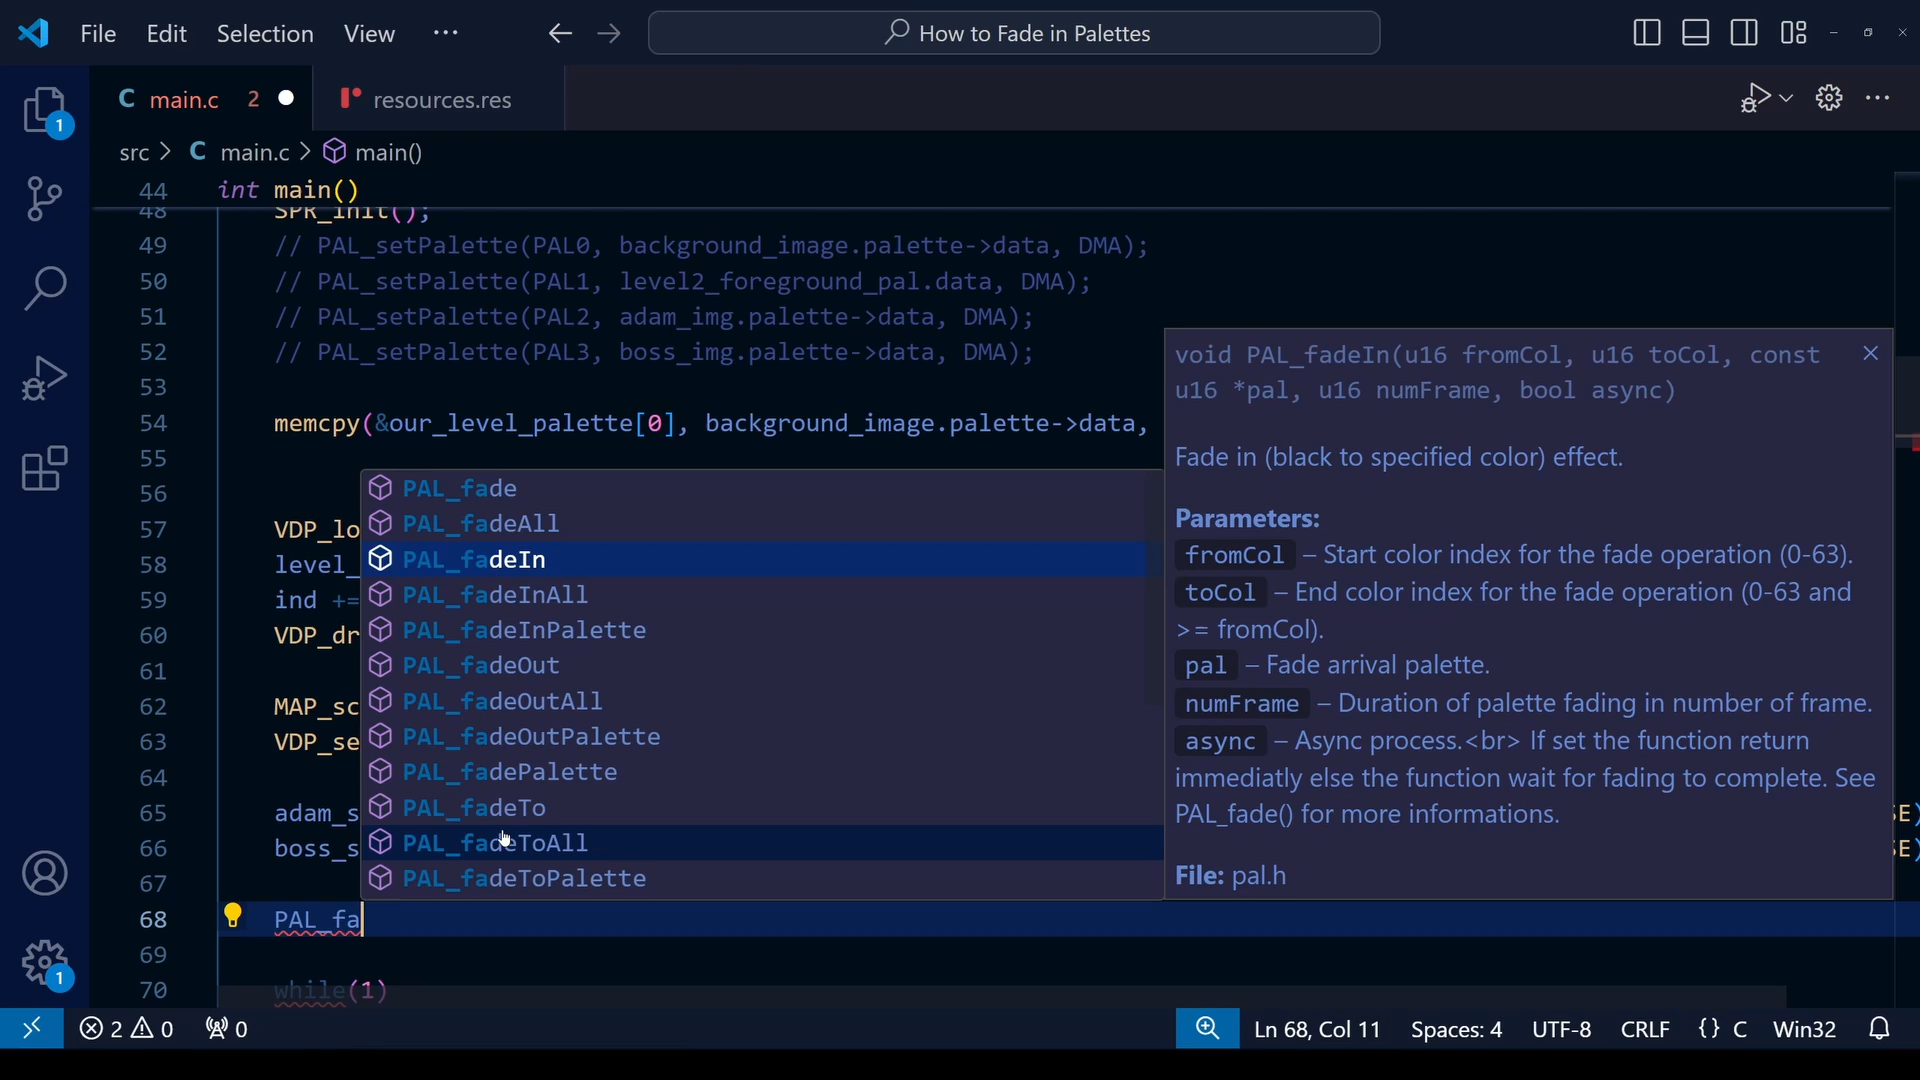 File Edit Selection View ··· How to Fade in Palettes
C main.c 2 resources.res
src > C main.c > main()
44 int main()
48 SPR_init();
49 // PAL_setPalette(PAL0, background_image.palette->data, DMA);
50 // PAL_setPalette(PAL1, level2_foreground_pal.data, DMA);
51 // PAL_setPalette(PAL2, adam_img.palette->data, DMA);
52 // PAL_setPalette(PAL3, boss_img.palette->data, DMA);
53
54 memcpy(&our_level_palette[0], background_image.palette->data,
55
56
57 VDP_lo
58 level_
59 ind +=
60 VDP_dr
61
62 MAP_sc
63 VDP_se
64
65 adam_s E)
66 boss_s E)
67
68 PAL_fa
69
70 while(1)
PAL_fade
PAL_fadeAll
PAL_fadeIn
PAL_fadeInAll
PAL_fadeInPalette
PAL_fadeOut
PAL_fadeOutAll
PAL_fadeOutPalette
PAL_fadePalette
PAL_fadeTo
PAL_fadeToAll
PAL_fadeToPalette
void PAL_fadeIn(u16 fromCol, u16 toCol, const
u16 *pal, u16 numFrame, bool async)
Fade in (black to specified color) effect.
Parameters:
fromCol – Start color index for the fade operation (0-63).
toCol – End color index for the fade operation (0-63 and
>= fromCol).
pal – Fade arrival palette.
numFrame – Duration of palette fading in number of frame.
async – Async process.<br> If set the function return
immediatly else the function wait for fading to complete. See
PAL_fade() for more informations.
File: pal.h
1
1
2 0 0 Ln 68, Col 11 Spaces: 4 UTF-8 CRLF {} C Win32